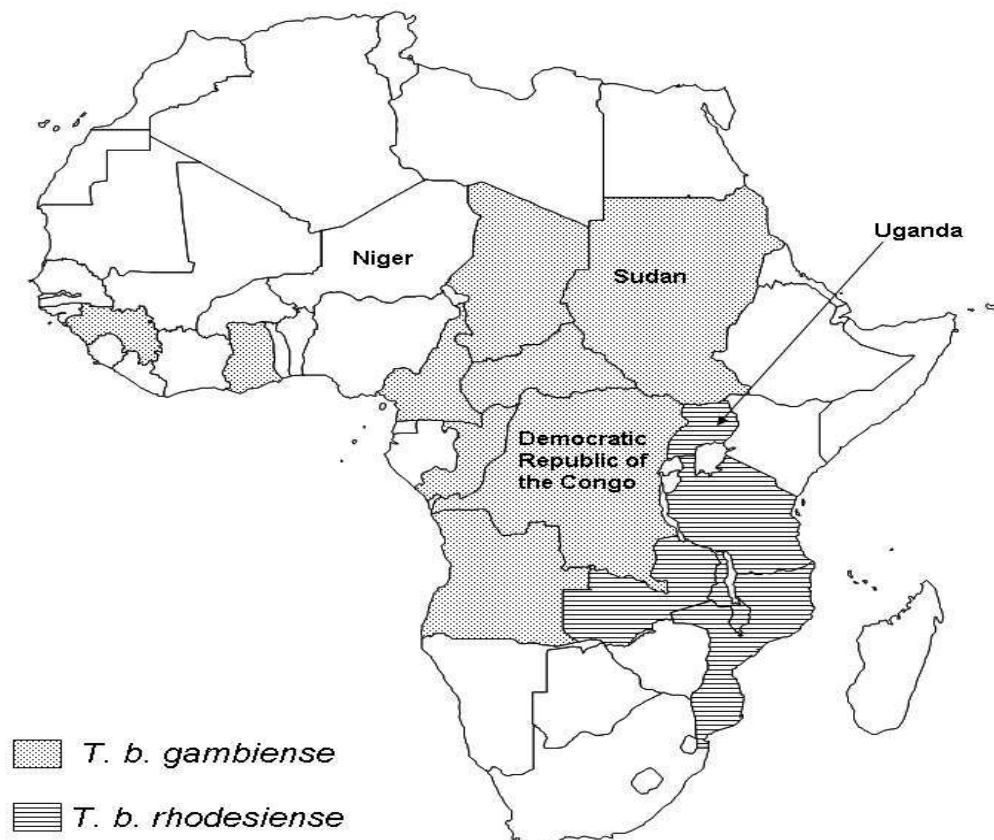 Uganda
Niger
Sudan
Democratic
Republic of
the Congo
T. b. gambiense
T. b. rhodesiense